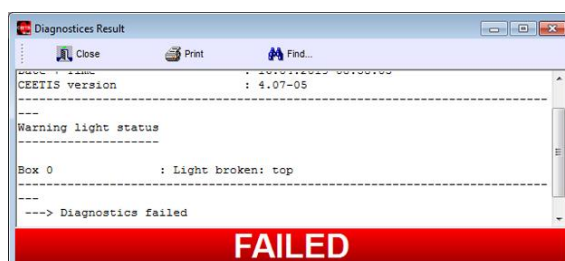 Diagnostices Result
Close Print Find...
CEETIS version : 4.07-05
--------------------------------------------------------------------------
---
Warning light status
--------------------
Box 0 : Light broken: top
--------------------------------------------------------------------------
---
---> Diagnostics failed
FAILED